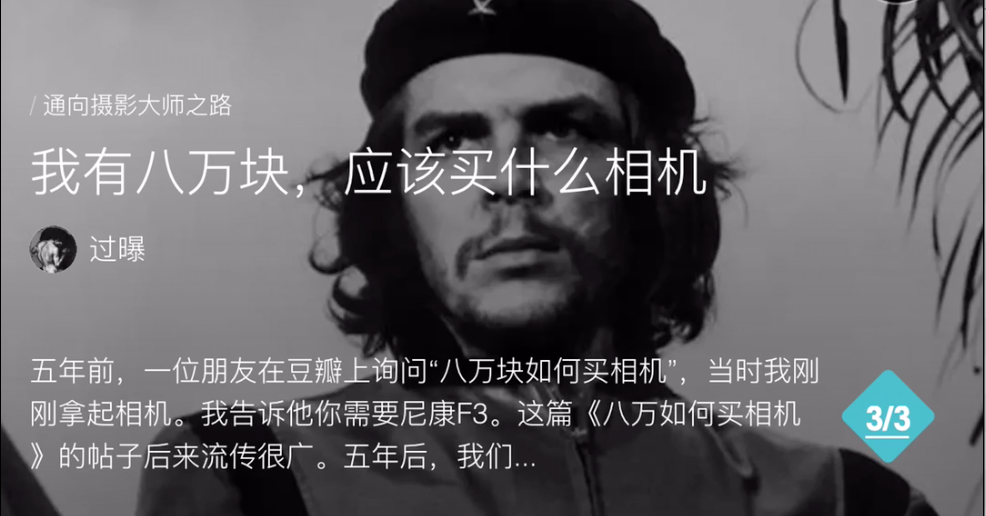 / 通向摄影大师之路
我有八万块，应该买什么相机
过曝
五年前，一位朋友在豆瓣上询问“八万块如何买相机”，当时我刚
刚拿起相机。我告诉他你需要尼康F3。这篇《八万如何买相机
》的帖子后来流传很广。五年后，我们...
3/3